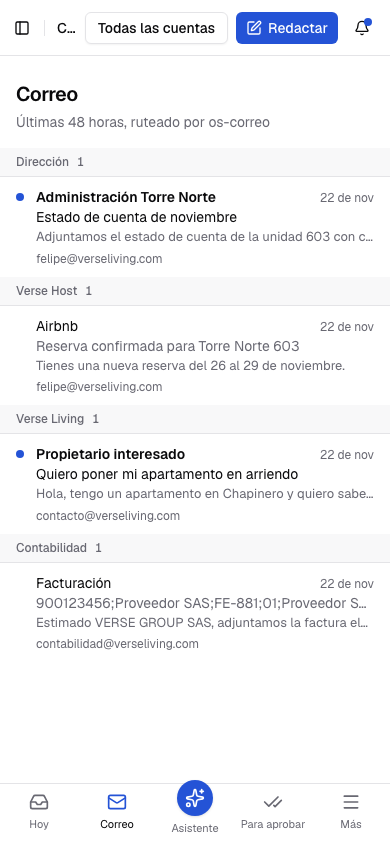 C...
Todas las cuentas
Redactar
Correo
Últimas 48 horas, ruteado por os-correo
Dirección 1
Administración Torre Norte 22 de nov
Estado de cuenta de noviembre
Adjuntamos el estado de cuenta de la unidad 603 con c...
felipe@verseliving.com
Verse Host 1
Airbnb 22 de nov
Reserva confirmada para Torre Norte 603
Tienes una nueva reserva del 26 al 29 de noviembre.
felipe@verseliving.com
Verse Living 1
Propietario interesado 22 de nov
Quiero poner mi apartamento en arriendo
Hola, tengo un apartamento en Chapinero y quiero sabe...
contacto@verseliving.com
Contabilidad 1
Facturación 22 de nov
900123456;Proveedor SAS;FE-881;01;Proveedor S...
Estimado VERSE GROUP SAS, adjuntamos la factura el...
contabilidad@verseliving.com
Hoy
Correo
Asistente
Para aprobar
Más